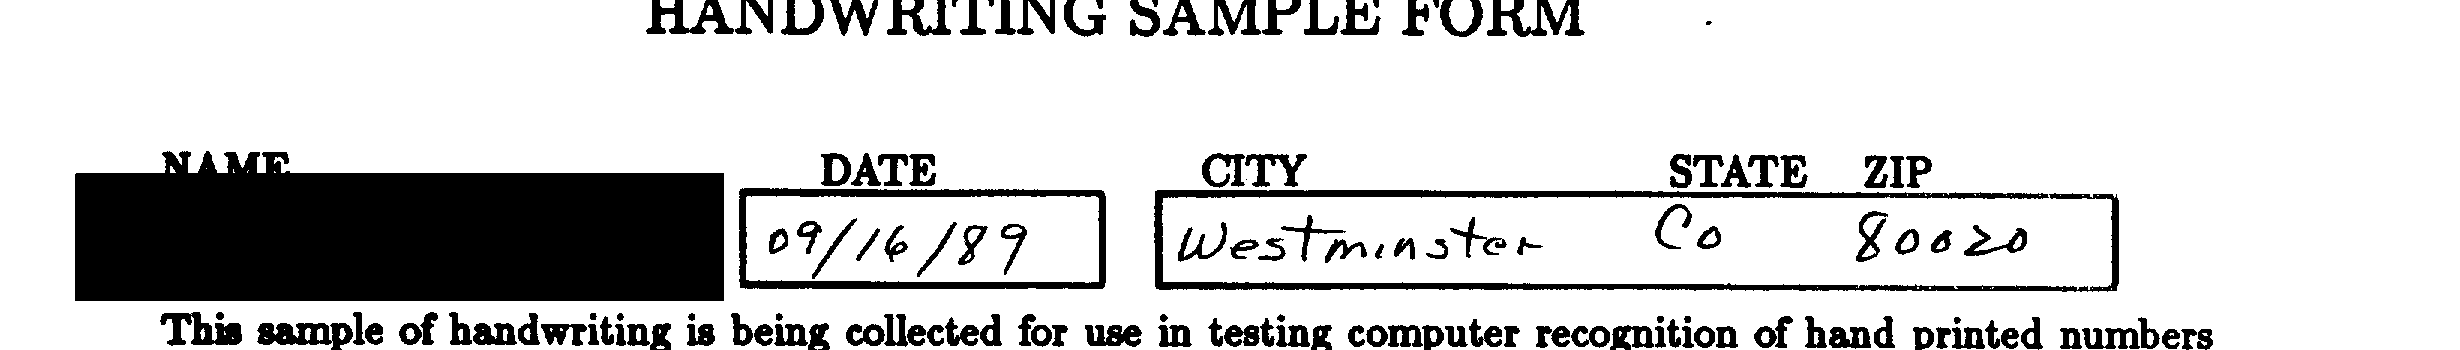 HANDWRITING SAMPLE FORM
NAME DATE CITY STATE ZIP
09/16/89 Westminster Co 80020
This sample of handwriting is being collected for use in testing computer recognition of hand printed numbers